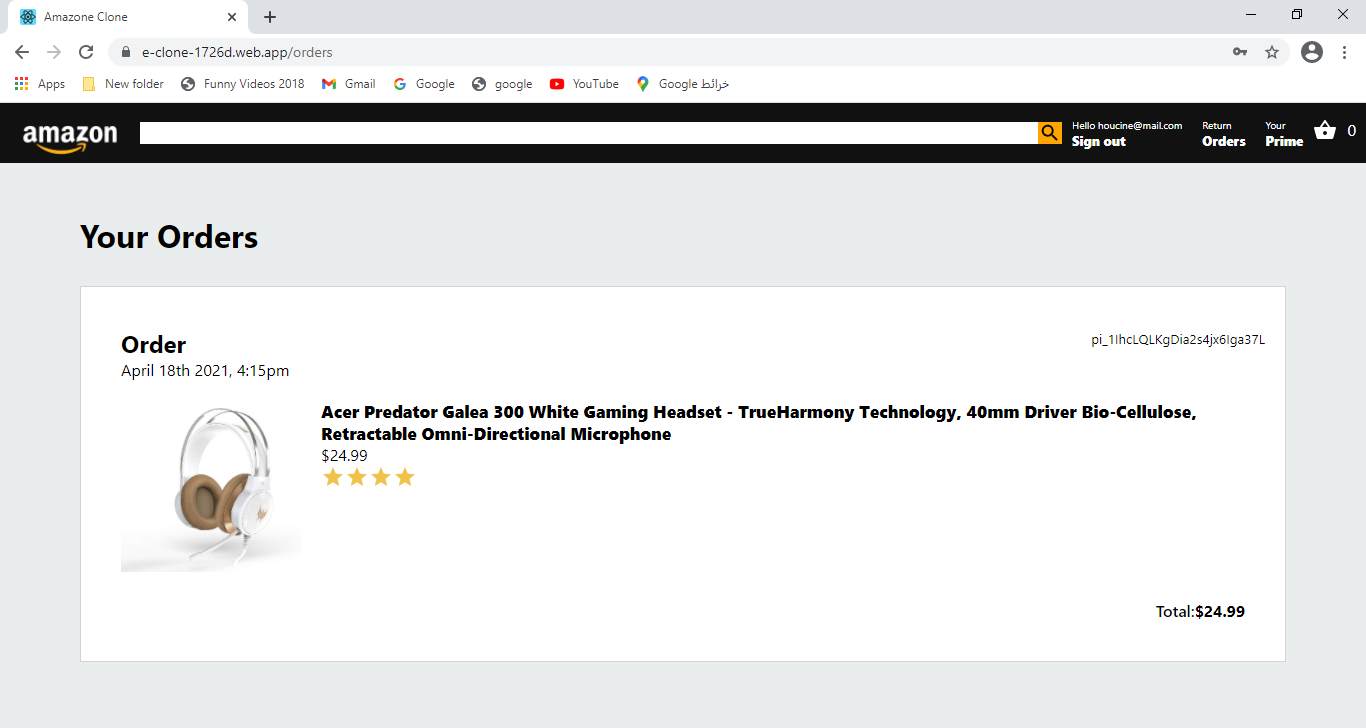 Amazone Clone
e-clone-1726d.web.app/orders
Apps New folder Funny Videos 2018 Gmail Google google YouTube Google خرائط
amazon
Hello houcine@mail.com Return Your
Sign out Orders Prime 0
Your Orders
Order
pi_1IhcLQLKgDia2s4jx6Iga37L
April 18th 2021, 4:15pm
Acer Predator Galea 300 White Gaming Headset - TrueHarmony Technology, 40mm Driver Bio-Cellulose,
Retractable Omni-Directional Microphone
$24.99
Total:$24.99